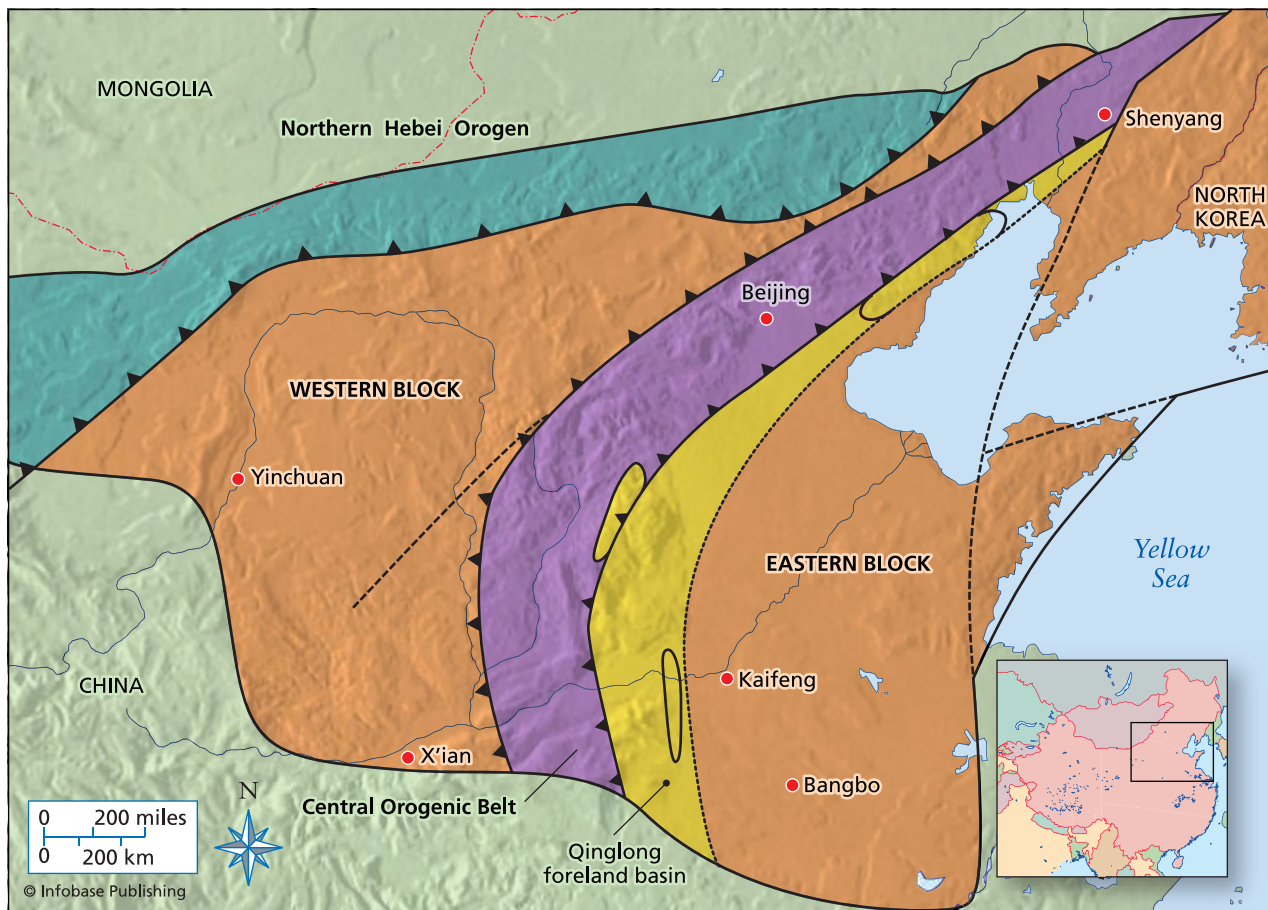 MONGOLIA
Northern Hebei Orogen
Shenyang
NORTH
KOREA
Beijing
WESTERN BLOCK
Yinchuan
EASTERN BLOCK
Yellow
Sea
CHINA
Kaifeng
X'ian
Bangbo
Central Orogenic Belt
Qinglong
foreland basin
N
0 200 miles
0 200 km
© Infobase Publishing